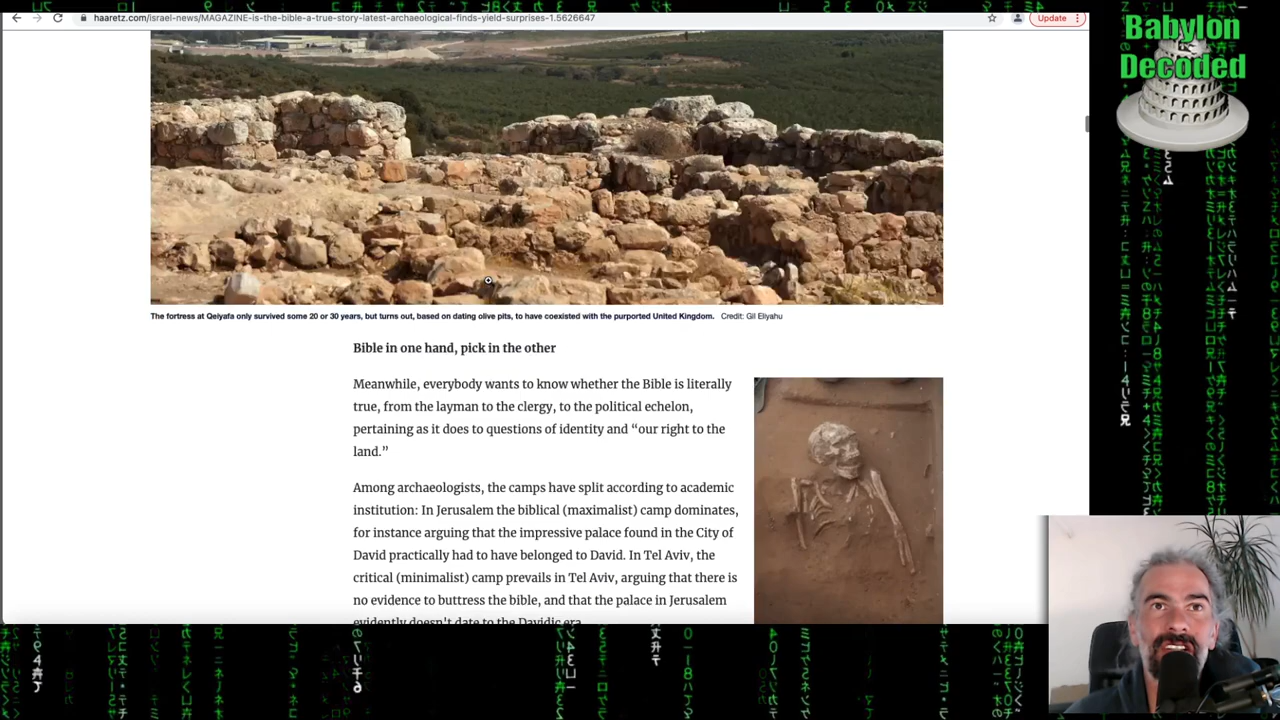 haaretz.com/israel-news/MAGAZINE-is-the-bible-a-true-story-latest-archaeological-finds-yield-surprises-1.5626647
Update
Babylon
Decoded
The fortress at Qeiyafa only survived some 20 or 30 years, but turns out, based on dating olive pits, to have coexisted with the purported United Kingdom. Credit: Gil Eliyahu
Bible in one hand, pick in the other
Meanwhile, everybody wants to know whether the Bible is literally
true, from the layman to the clergy, to the political echelon,
pertaining as it does to questions of identity and “our right to the
land.”
Among archaeologists, the camps have split according to academic
institution: In Jerusalem the biblical (maximalist) camp dominates,
for instance arguing that the impressive palace found in the City of
David practically had to have belonged to David. In Tel Aviv, the
critical (minimalist) camp prevails in Tel Aviv, arguing that there is
no evidence to buttress the bible, and that the palace in Jerusalem
evidently doesn't date to the Davidic era.